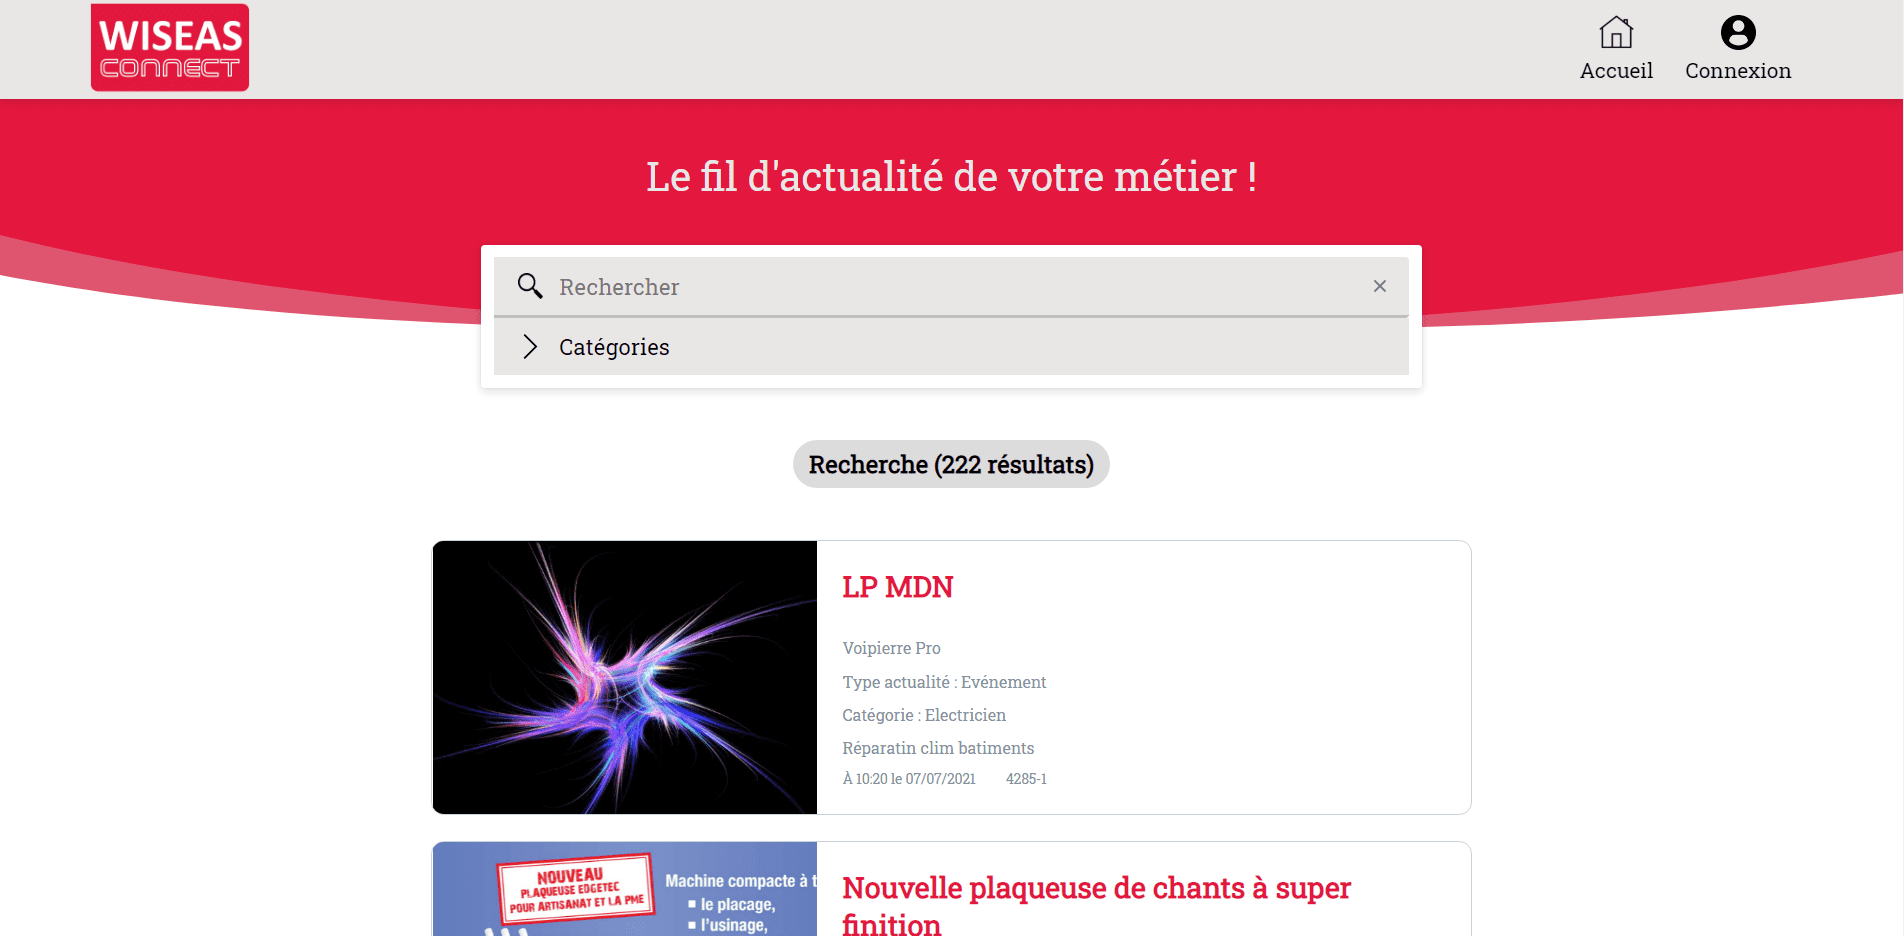 WISEAS
CONNECT
Accueil
Connexion
Le fil d'actualité de votre métier !
Rechercher
×
Catégories
Recherche (222 résultats)
LP MDN
Voipierre Pro
Type actualité : Evénement
Catégorie : Electricien
Réparatin clim batiments
À 10:20 le 07/07/2021 4285-1
NOUVEAU
PLAQUEUSE EDGETEC
POUR ARTISANAT ET LA PME
Machine compacte à t
▪ le placage,
▪ l'usinage,
Nouvelle plaqueuse de chants à super
finition